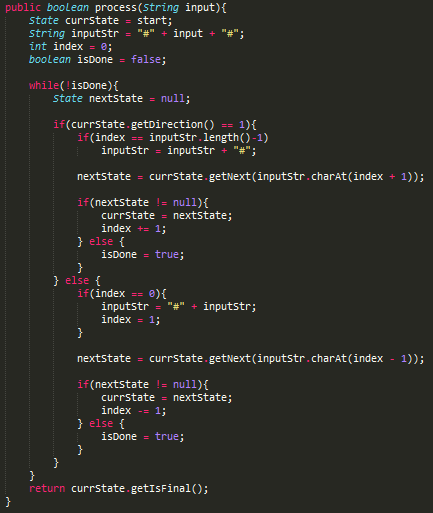 public boolean process(String input){
    State currState = start;
    String inputStr = "#" + input + "#";
    int index = 0;
    boolean isDone = false;

    while(!isDone){
        State nextState = null;

        if(currState.getDirection() == 1){
            if(index == inputStr.length()-1)
                inputStr = inputStr + "#";

            nextState = currState.getNext(inputStr.charAt(index + 1));

            if(nextState != null){
                currState = nextState;
                index += 1;
            } else {
                isDone = true;
            }
        } else {
            if(index == 0){
                inputStr = "#" + inputStr;
                index = 1;
            }

            nextState = currState.getNext(inputStr.charAt(index - 1));

            if(nextState != null){
                currState = nextState;
                index -= 1;
            } else {
                isDone = true;
            }
        }
    }
    return currState.getIsFinal();
}